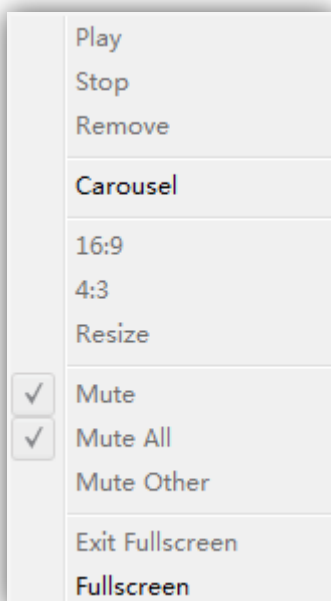 Play
Stop
Remove
Carousel
16:9
4:3
Resize
Mute
Mute All
Mute Other
Exit Fullscreen
Fullscreen